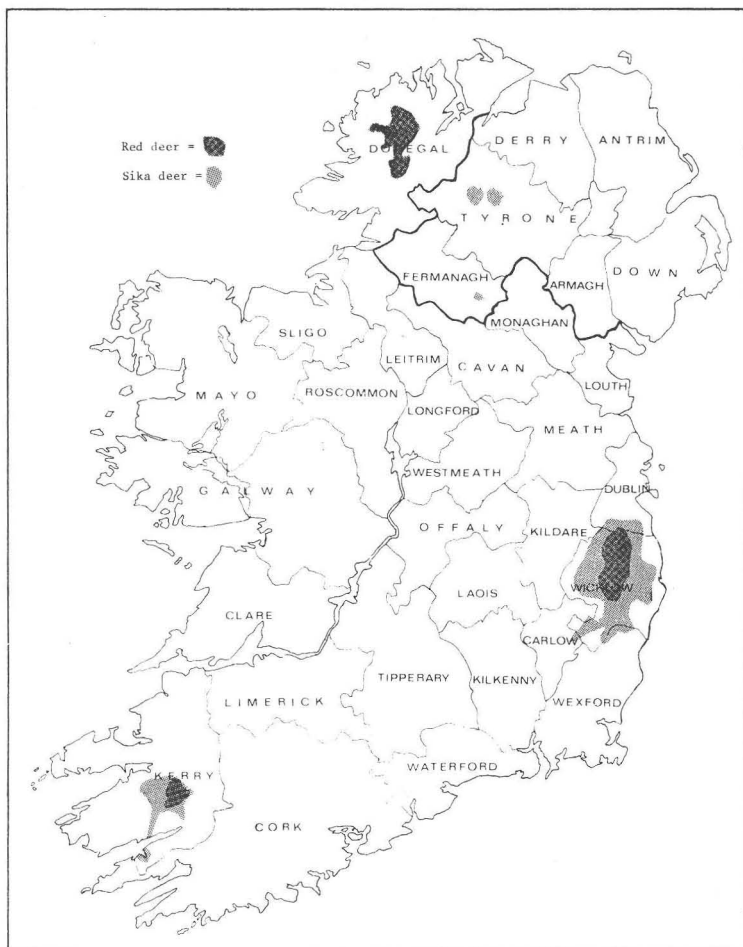 Red deer =
Sika deer =
DONEGAL
DERRY
ANTRIM
TYRONE
FERMANAGH
ARMAGH
DOWN
MONAGHAN
SLIGO
LEITRIM
CAVAN
MAYO
ROSCOMMON
LOUTH
LONGFORD
MEATH
WESTMEATH
GALWAY
DUBLIN
OFFALY
KILDARE
WICKLOW
LAOIS
CLARE
CARLOW
TIPPERARY
KILKENNY
LIMERICK
WEXFORD
WATERFORD
KERRY
CORK